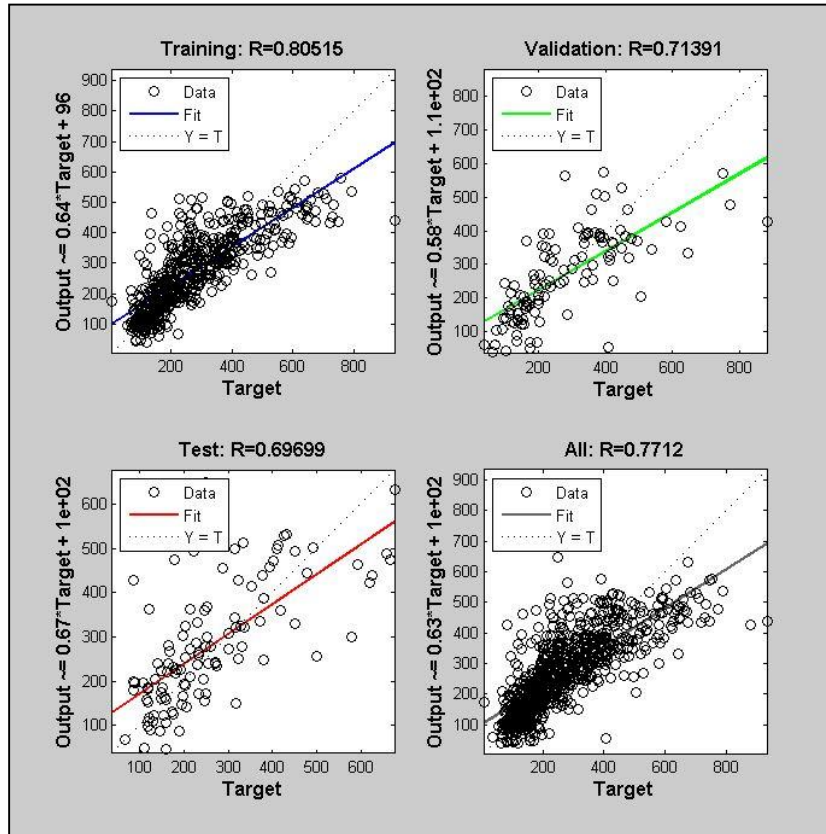 Training: R=0.80515
Output ~= 0.64*Target + 96
900
800
700
600
500
400
300
200
100
Data
Fit
Y = T
200
400
600
800
Target
Validation: R=0.71391
Output ~= 0.58*Target + 1.1e+02
800
700
600
500
400
300
200
100
Data
Fit
Y = T
200
400
600
800
Target
Test: R=0.69699
Output ~= 0.67*Target + 1e+02
600
500
400
300
200
100
Data
Fit
Y = T
100
200
300
400
500
600
Target
All: R=0.7712
Output ~= 0.63*Target + 1e+02
900
800
700
600
500
400
300
200
100
Data
Fit
Y = T
200
400
600
800
Target